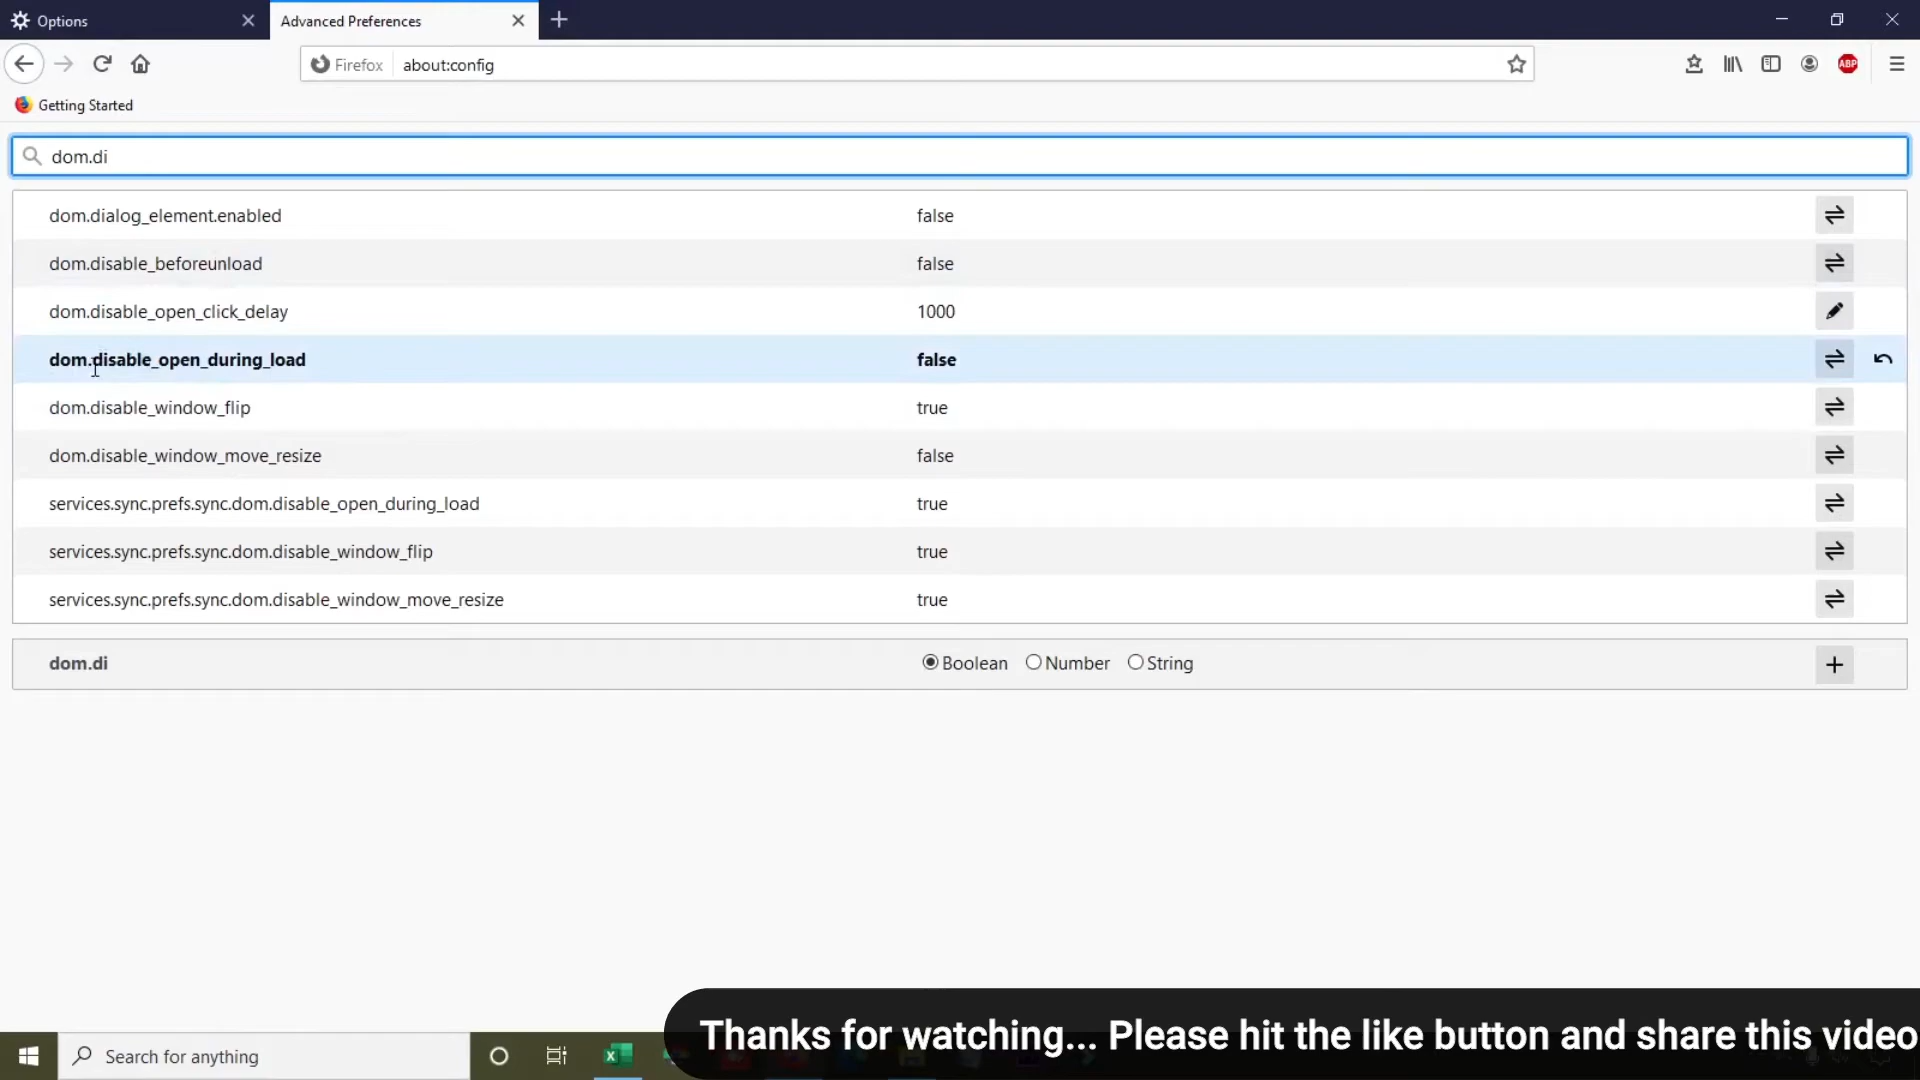 Options
Advanced Preferences
Firefox
about:config
ABP
Getting Started
dom.di
dom.dialog_element.enabled false
dom.disable_beforeunload false
dom.disable_open_click_delay 1000
dom.disable_open_during_load false
dom.disable_window_flip true
dom.disable_window_move_resize false
services.sync.prefs.sync.dom.disable_open_during_load true
services.sync.prefs.sync.dom.disable_window_flip true
services.sync.prefs.sync.dom.disable_window_move_resize true
dom.di Boolean Number String
Search for anything
Thanks for watching... Please hit the like button and share this video